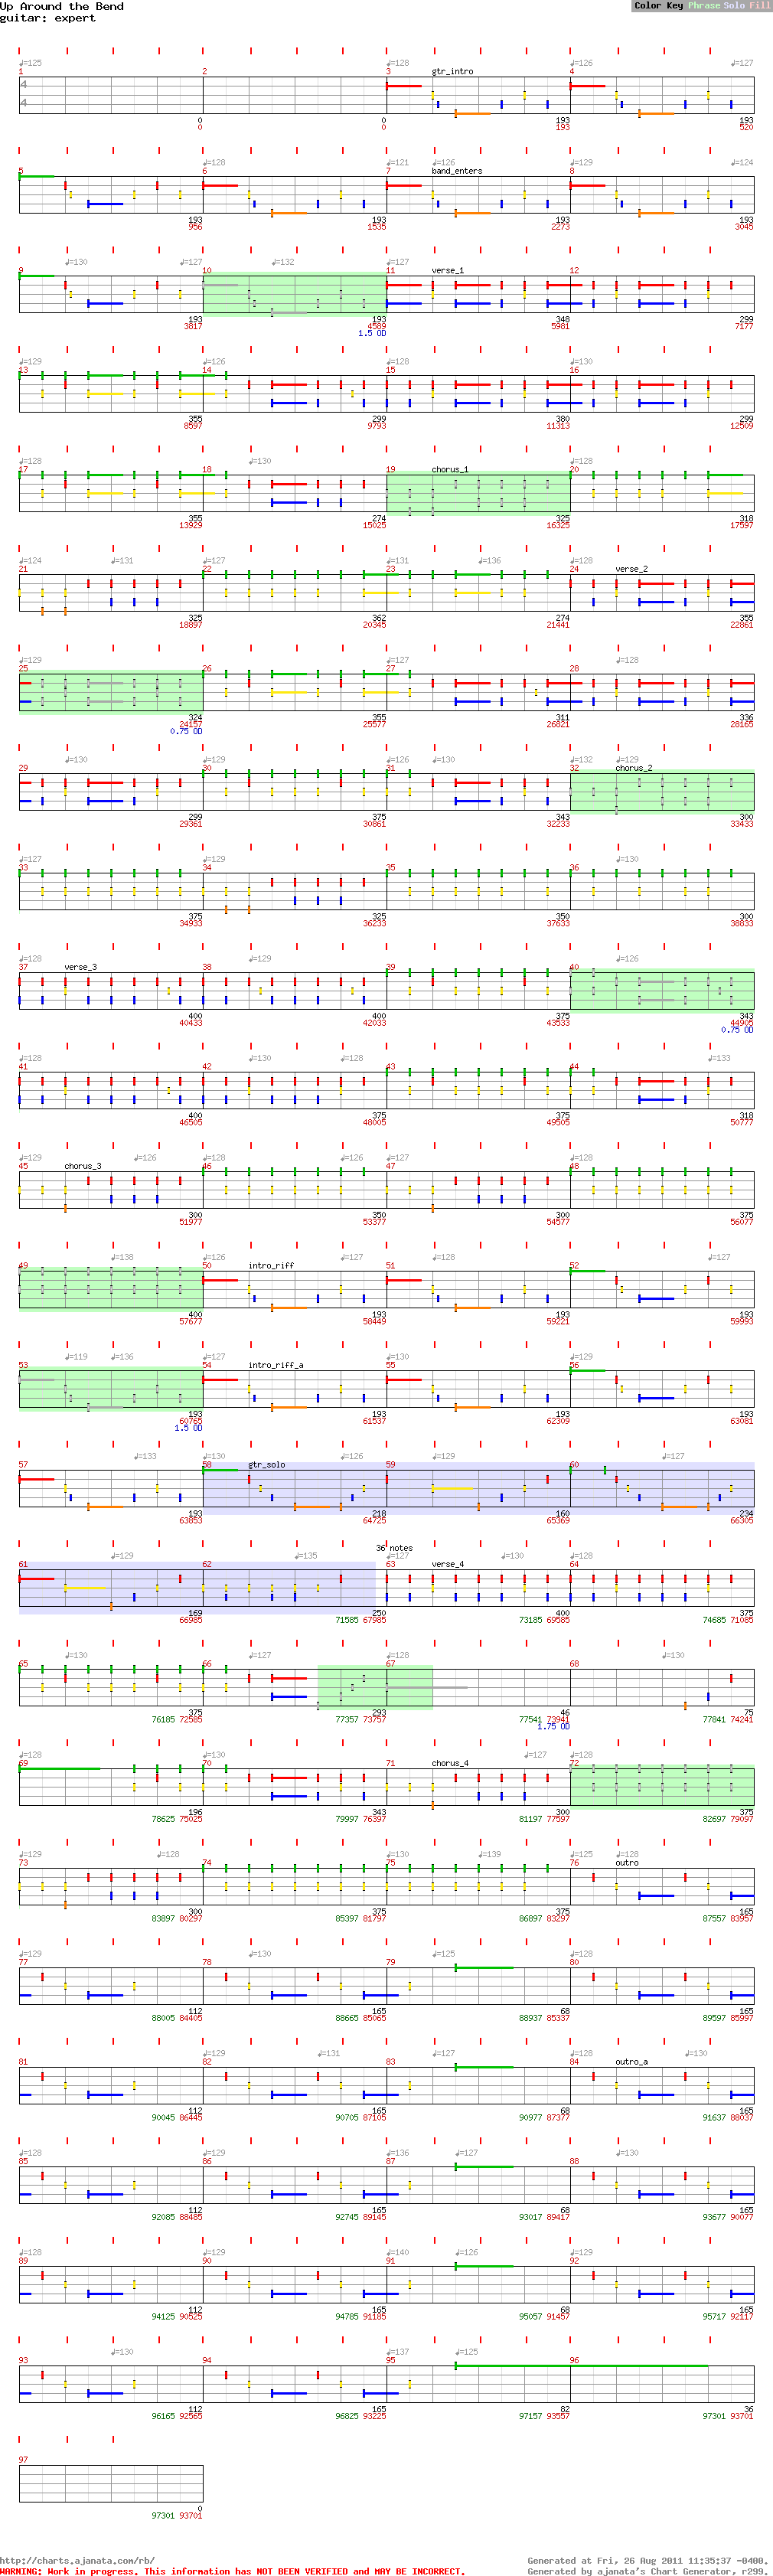 Up Around the Bend
Color Key Phrase Solo Fill
guitar: expert
♩=125 ♩=128 ♩=126 ♩=127
1 2 3 gtr_intro 4
4
4
0 0 193 193
0 0 193 520
♩=128 ♩=121 ♩=126 ♩=129 ♩=124
5 6 7 band_enters 8
193 193 193 193
956 1535 2273 3045
♩=130 ♩=127 ♩=132 ♩=127
9 10 11 verse_1 12
193 193 348 299
3817 4589 5981 7177
1.5 OD
♩=129 ♩=126 ♩=128 ♩=130
13 14 15 16
355 299 380 299
8597 9793 11313 12509
♩=128 ♩=130 ♩=128
17 18 19 chorus_1 20
355 274 325 318
13929 15025 16325 17597
♩=124 ♩=131 ♩=127 ♩=131 ♩=136 ♩=128
21 22 23 24 verse_2
325 362 274 355
18897 20345 21441 22861
♩=129 ♩=127 ♩=128
25 26 27 28
324 355 311 336
24157 25577 26821 28165
0.75 OD
♩=130 ♩=129 ♩=126 ♩=130 ♩=132 ♩=129
29 30 31 32 chorus_2
299 375 343 300
29361 30861 32233 33433
♩=127 ♩=129 ♩=130
33 34 35 36
375 325 350 300
34933 36233 37633 38833
♩=128 ♩=129 ♩=126
37 verse_3 38 39 40
400 400 375 343
40433 42033 43533 44905
0.75 OD
♩=128 ♩=130 ♩=128 ♩=133
41 42 43 44
400 375 375 318
46505 48005 49505 50777
♩=129 ♩=126 ♩=128 ♩=126 ♩=127 ♩=128
45 chorus_3 46 47 48
300 350 300 375
51977 53377 54577 56077
♩=138 ♩=126 ♩=127 ♩=128 ♩=127
49 50 intro_riff 51 52
400 193 193 193
57677 58449 59221 59993
♩=119 ♩=136 ♩=127 ♩=130 ♩=129
53 54 intro_riff_a 55 56
193 193 193 193
60765 61537 62309 63081
1.5 OD
♩=133 ♩=130 ♩=126 ♩=129 ♩=127
57 58 gtr_solo 59 60
193 218 160 234
63853 64725 65369 66305
36 notes
♩=129 ♩=135 ♩=127 ♩=130 ♩=128
61 62 63 verse_4 64
169 250 400 375
66985 71585 67985 73185 69585 74685 71085
♩=130 ♩=127 ♩=128 ♩=130
65 66 67 68
375 293 46 75
76185 72585 77357 73757 77541 73941 77841 74241
1.75 OD
♩=128 ♩=130 ♩=127 ♩=128
69 70 71 chorus_4 72
196 343 300 375
78625 75025 79997 76397 81197 77597 82697 79097
♩=129 ♩=128 ♩=130 ♩=139 ♩=125 ♩=128
73 74 75 76 outro
300 375 375 165
83897 80297 85397 81797 86897 83297 87557 83957
♩=129 ♩=130 ♩=125 ♩=128
77 78 79 80
112 165 68 165
88005 84405 88665 85065 88937 85337 89597 85997
♩=129 ♩=131 ♩=127 ♩=128 ♩=130
81 82 83 84 outro_a
112 165 68 165
90045 86445 90705 87105 90977 87377 91637 88037
♩=128 ♩=129 ♩=136 ♩=127 ♩=130
85 86 87 88
112 165 68 165
92085 88485 92745 89145 93017 89417 93677 90077
♩=128 ♩=129 ♩=140 ♩=126 ♩=129
89 90 91 92
112 165 68 165
94125 90525 94785 91185 95057 91457 95717 92117
♩=130 ♩=137 ♩=125
93 94 95 96
112 165 82 36
96165 92565 96825 93225 97157 93557 97301 93701
97
0
97301 93701
http://charts.ajanata.com/rb/
Generated at Fri, 26 Aug 2011 11:35:37 -0400.
WARNING: Work in progress. This information has NOT BEEN VERIFIED and MAY BE INCORRECT.
Generated by ajanata's Chart Generator, r299.